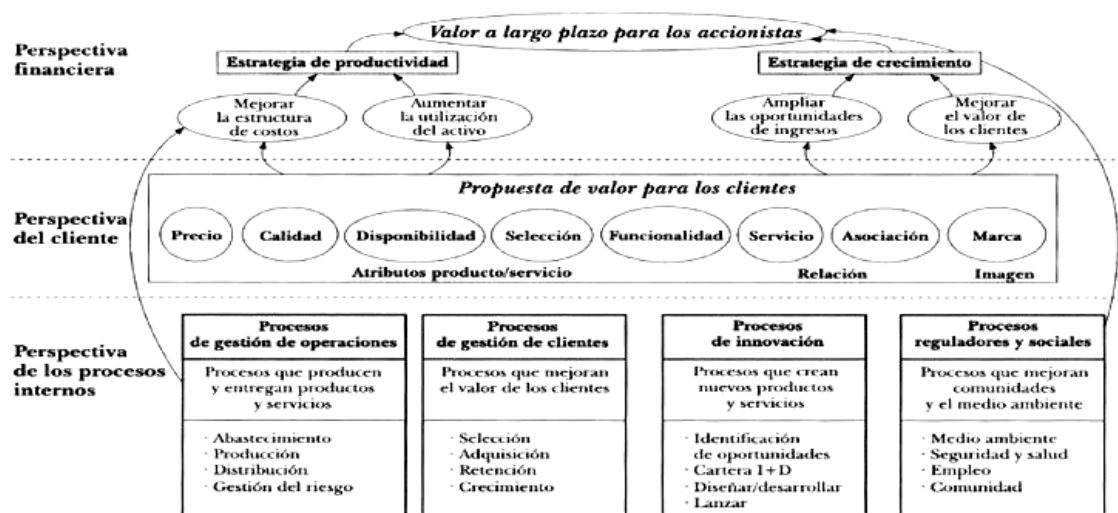 Perspectiva
financiera
Valor a largo plazo para los accionistas
Estrategia de productividad
Estrategia de crecimiento
Mejorar
la estructura
de costos
Aumentar
la utilización
del activo
Ampliar
las oportunidades
de ingresos
Mejorar
el valor de
los clientes
Perspectiva
del cliente
Propuesta de valor para los clientes
Precio
Calidad
Disponibilidad
Selección
Funcionalidad
Servicio
Asociación
Marca
Atributos producto/servicio
Relación
Imagen
Perspectiva
de los procesos
internos
Procesos
de gestión de operaciones
Procesos que producen
y entregan productos
y servicios
· Abastecimiento
· Producción
· Distribución
· Gestión del riesgo
Procesos
de gestión de clientes
Procesos que mejoran
el valor de los clientes
· Selección
· Adquisición
· Retención
· Crecimiento
Procesos
de innovación
Procesos que crean
nuevos productos
y servicios
· Identificación
de oportunidades
· Cartera I+D
· Diseñar/desarrollar
· Lanzar
Procesos
reguladores y sociales
Procesos que mejoran
comunidades
y el medio ambiente
· Medio ambiente
· Seguridad y salud
· Empleo
· Comunidad